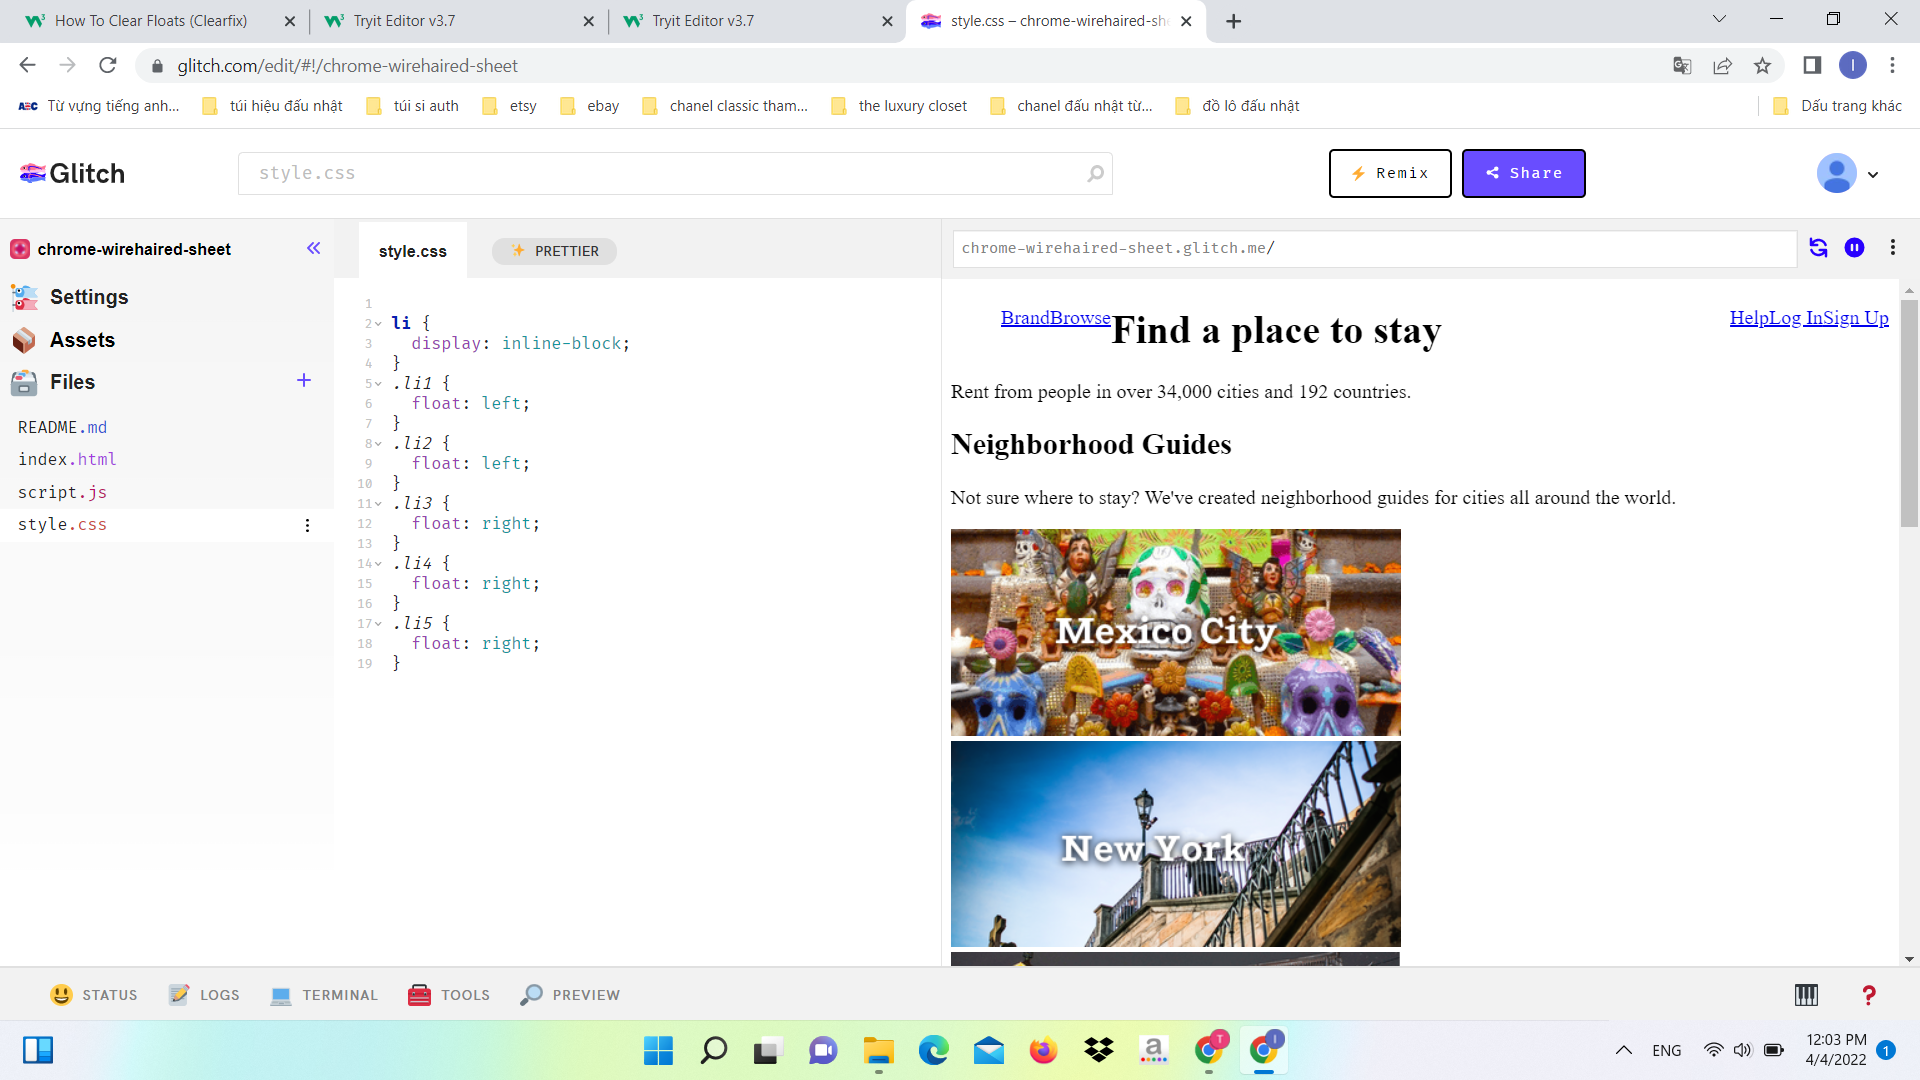 How To Clear Floats (Clearfix)
Tryit Editor v3.7
Tryit Editor v3.7
style.css – chrome-wirehaired-she
glitch.com/edit/#!/chrome-wirehaired-sheet
I
AEC Từ vựng tiếng anh...
túi hiệu đấu nhật
túi si auth
etsy
ebay
chanel classic tham...
the luxury closet
chanel đấu nhật từ...
đồ lô đấu nhật
Dấu trang khác
Glitch
style.css
Remix
Share
chrome-wirehaired-sheet
Settings
Assets
Files
README.md
index.html
script.js
style.css
style.css
PRETTIER
1
2 li {
3 display: inline-block;
4 }
5 .li1 {
6 float: left;
7 }
8 .li2 {
9 float: left;
10 }
11 .li3 {
12 float: right;
13 }
14 .li4 {
15 float: right;
16 }
17 .li5 {
18 float: right;
19 }
chrome-wirehaired-sheet.glitch.me/
BrandBrowse
Find a place to stay
HelpLog InSign Up
Rent from people in over 34,000 cities and 192 countries.
Neighborhood Guides
Not sure where to stay? We've created neighborhood guides for cities all around the world.
Mexico City
New York
STATUS
LOGS
TERMINAL
TOOLS
PREVIEW
?
a
T
I
ENG
12:03 PM
4/4/2022
1